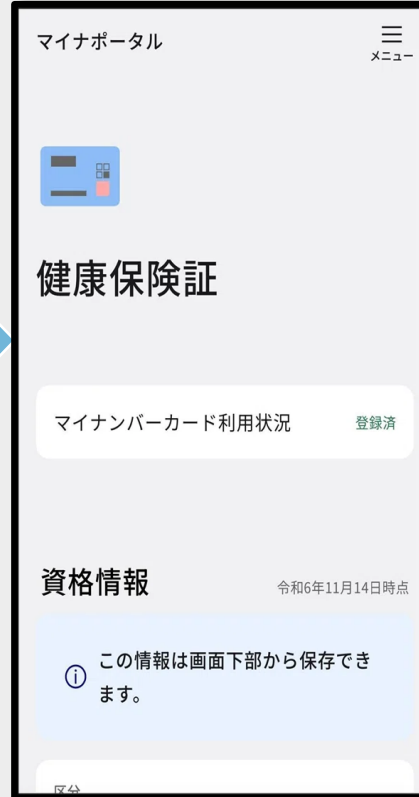 マイナポータル
メニュー
健康保険証
マイナンバーカード利用状況 登録済
資格情報 令和6年11月14日時点
この情報は画面下部から保存でき
ます。
区分